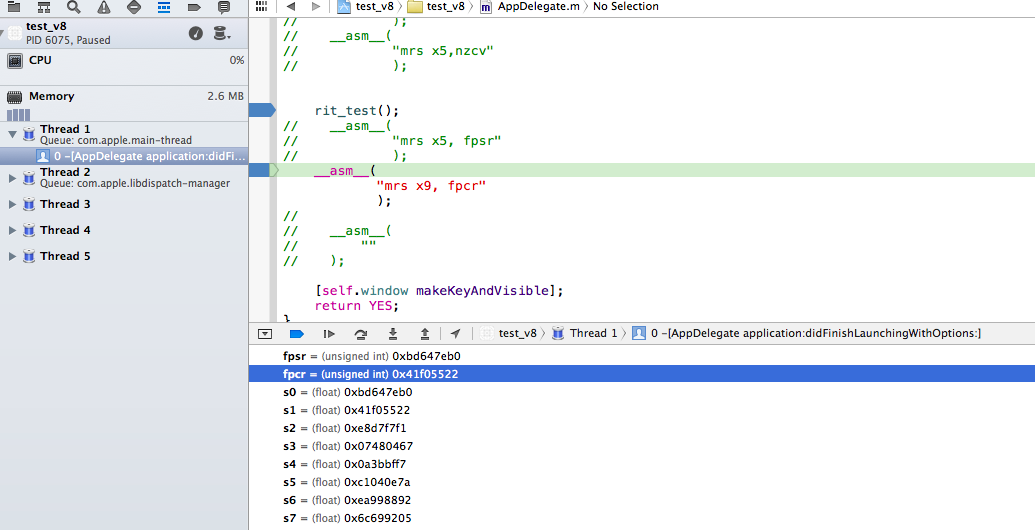 test_v8 〉 test_v8 〉 AppDelegate.m 〉 No Selection
test_v8
PID 6075, Paused
CPU 0%
Memory 2.6 MB
Thread 1
Queue: com.apple.main-thread
0 -[AppDelegate application:didFi...
Thread 2
Queue: com.apple.libdispatch-manager
Thread 3
Thread 4
Thread 5
// );
// __asm__(
// "mrs x5,nzcv"
// );
rit_test();
// __asm__(
// "mrs x5, fpsr"
// );
__asm__(
"mrs x9, fpcr"
);
//
// __asm__(
// ""
// );
[self.window makeKeyAndVisible];
return YES;
}
test_v8 〉 Thread 1 〉 0 -[AppDelegate application:didFinishLaunchingWithOptions:]
fpsr = (unsigned int) 0xbd647eb0
fpcr = (unsigned int) 0x41f05522
s0 = (float) 0xbd647eb0
s1 = (float) 0x41f05522
s2 = (float) 0xe8d7f7f1
s3 = (float) 0x07480467
s4 = (float) 0x0a3bbff7
s5 = (float) 0xc1040e7a
s6 = (float) 0xea998892
s7 = (float) 0x6c699205